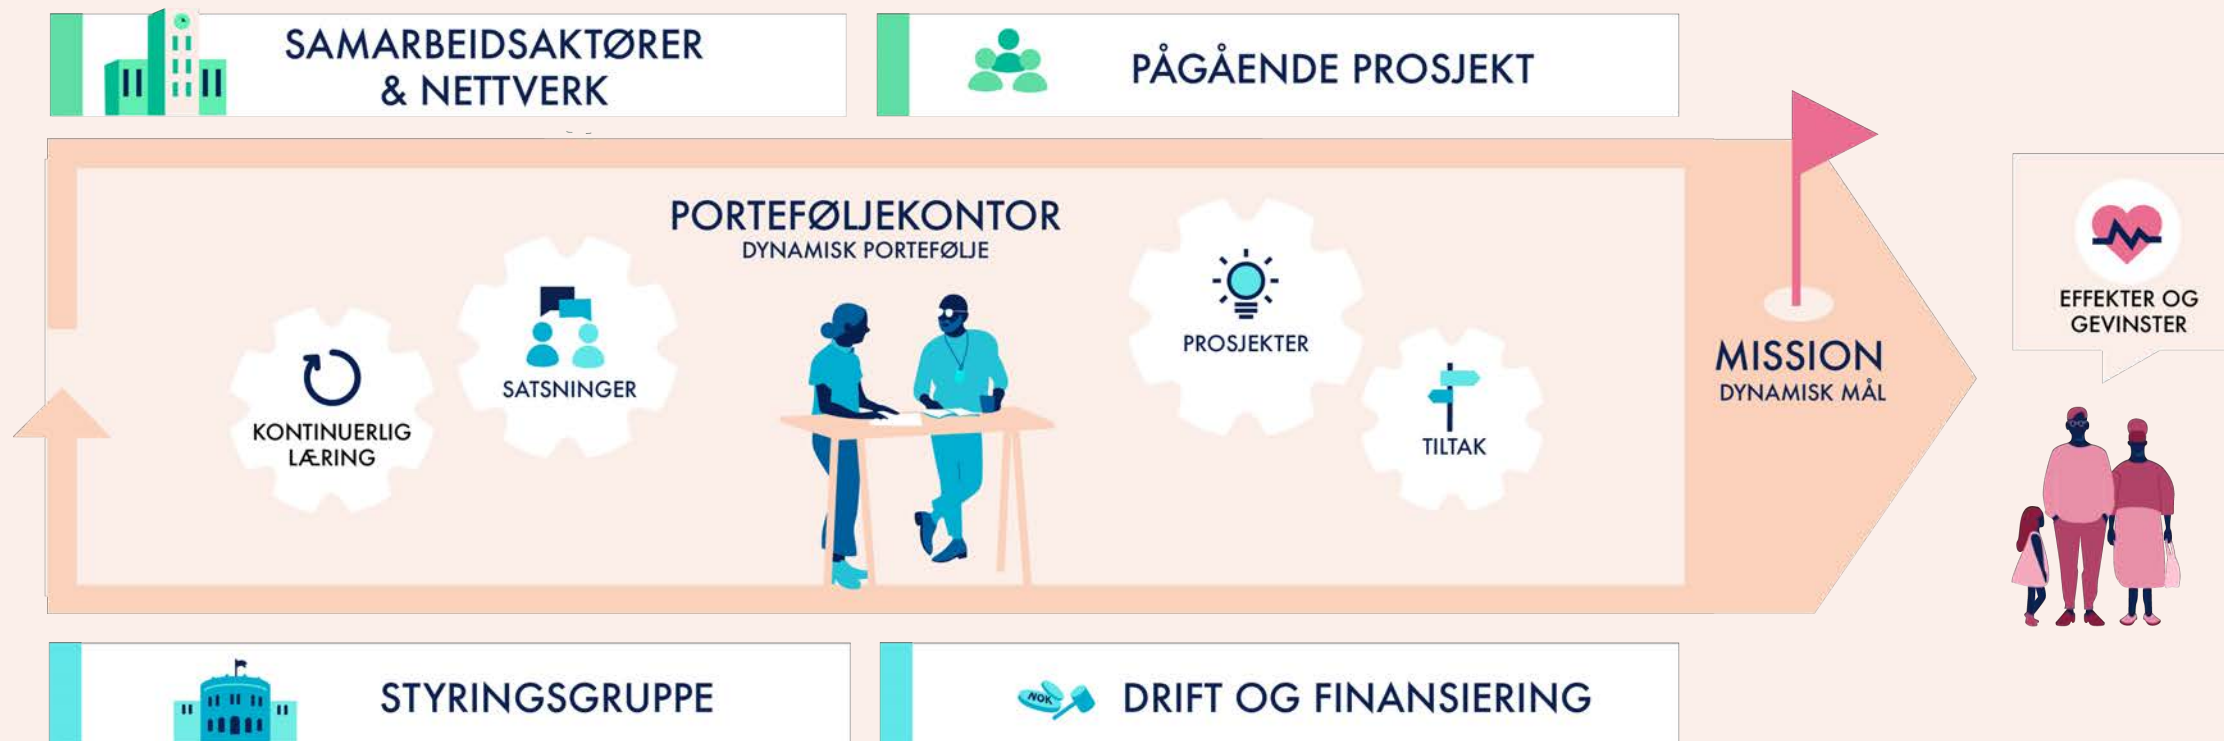 SAMARBEIDSAKTØRER
& NETTVERK
PÅGÅENDE PROSJEKT
PORTEFØLJEKONTOR
DYNAMISK PORTEFØLJE
KONTINUERLIG
LÆRING
SATSNINGER
PROSJEKTER
TILTAK
MISSION
DYNAMISK MÅL
EFFEKTER OG
GEVINSTER
STYRINGSGRUPPE
NOK
DRIFT OG FINANSIERING